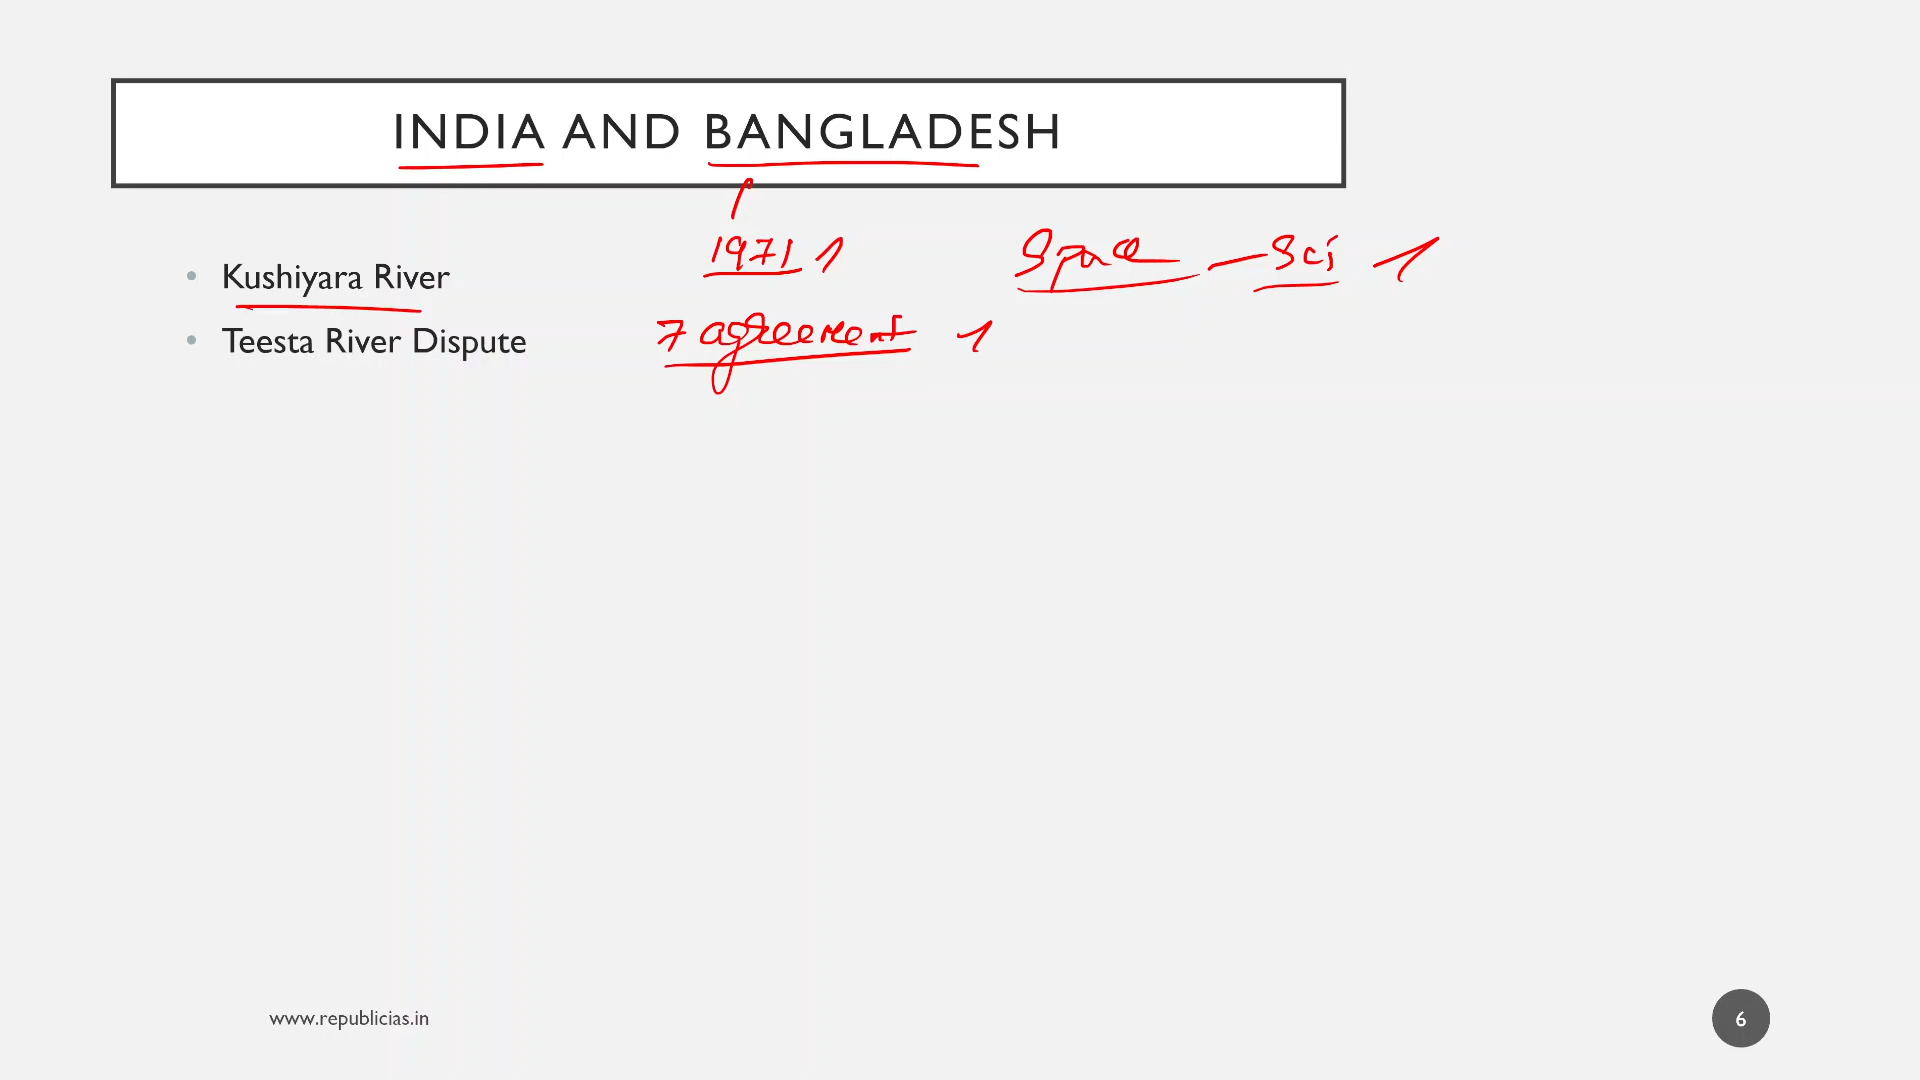 INDIA AND BANGLADESH
1971
Space - Sci
Kushiyara River
7 agreement
Teesta River Dispute
www.republicias.in
6